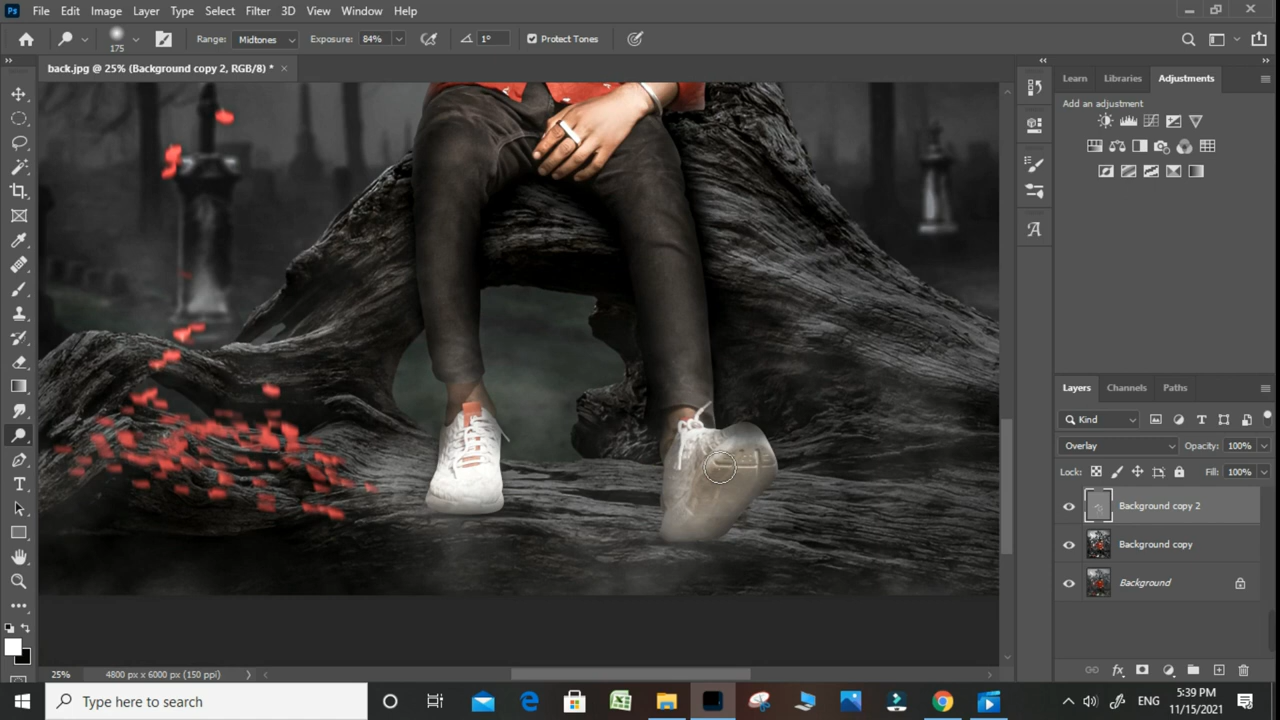 Ps File Edit Image Layer Type Select Filter 3D View Window Help
175 Range: Midtones Exposure: 84% 1° Protect Tones
back.jpg @ 25% (Background copy 2, RGB/8) * ×
Learn Libraries Adjustments
Add an adjustment
Layers Channels Paths
Kind
Overlay Opacity: 100%
Lock: Fill: 100%
Background copy 2
Background copy
Background
25% 4800 px x 6000 px (150 ppi)
Type here to search
ENG
5:39 PM
11/15/2021